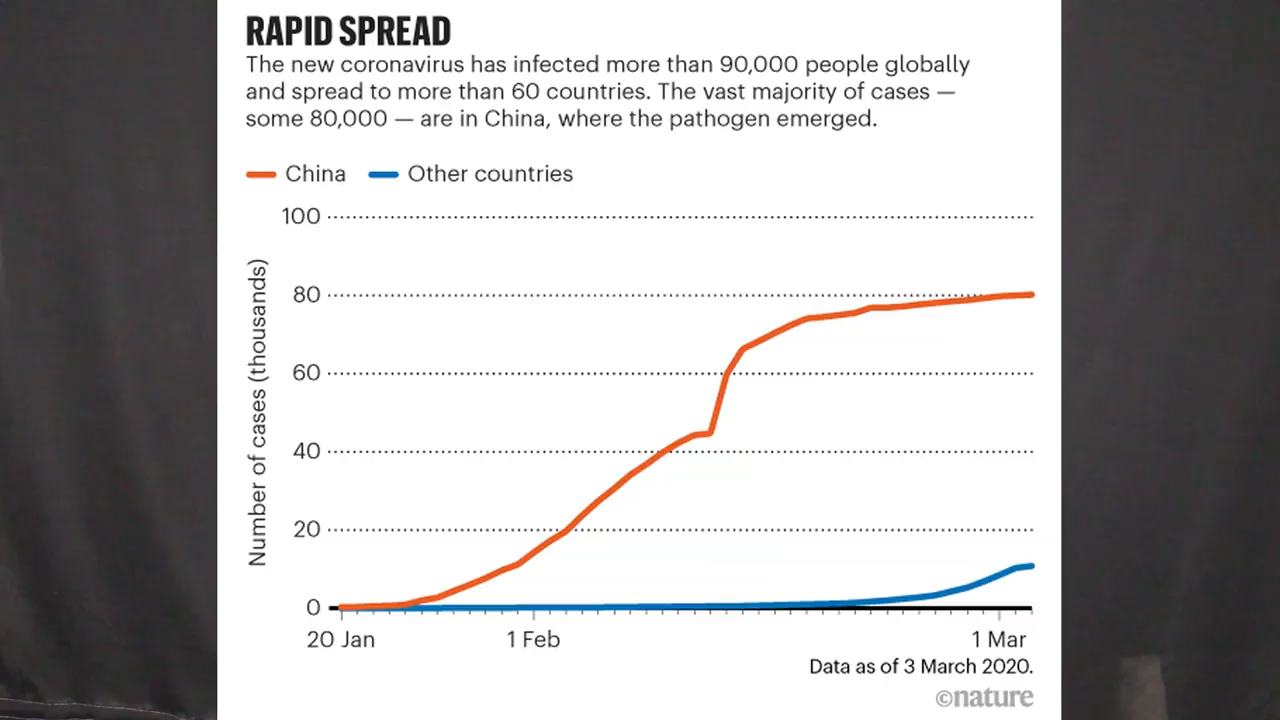 RAPID SPREAD
The new coronavirus has infected more than 90,000 people globally
and spread to more than 60 countries. The vast majority of cases —
some 80,000 — are in China, where the pathogen emerged.
China Other countries
Number of cases (thousands)
100
80
60
40
20
0
20 Jan 1 Feb 1 Mar
Data as of 3 March 2020.
©nature